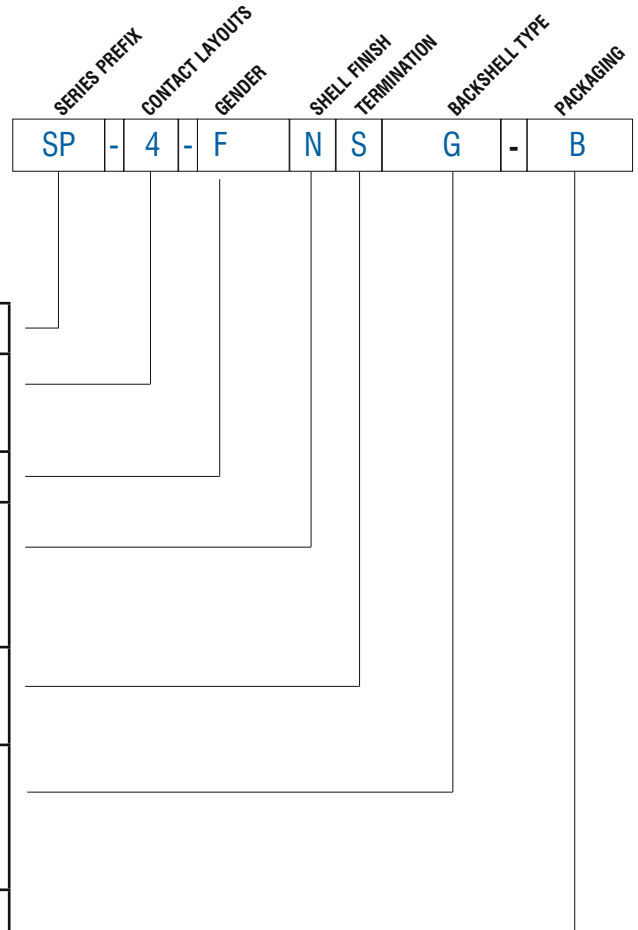 SERIES PREFIX
CONTACT LAYOUTS
GENDER
SHELL FINISH
TERMINATION
BACKSHELL TYPE
PACKAGING
SP - 4 - F N S G - B